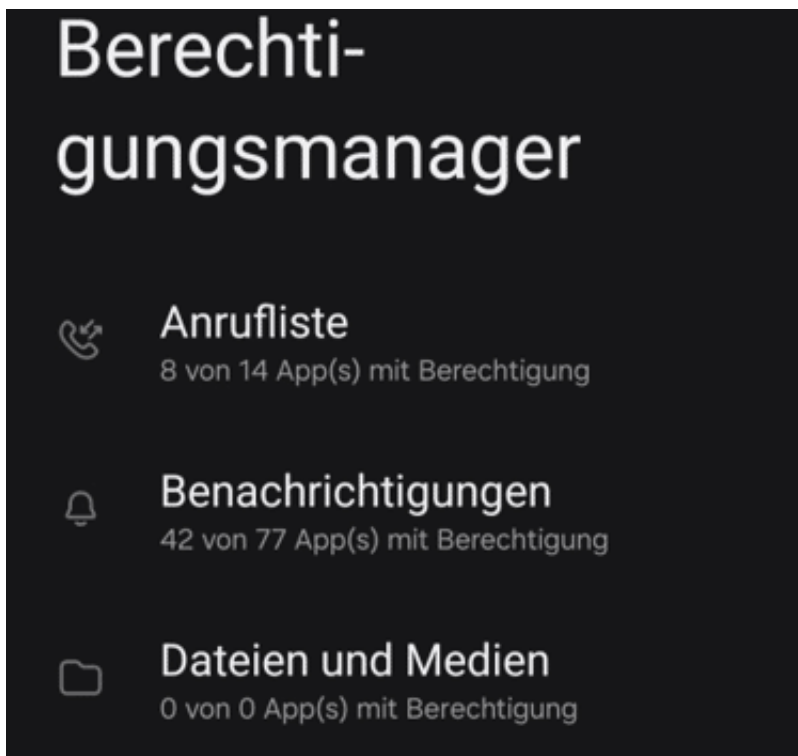 Berechti-
gungsmanager
Anrufliste
8 von 14 App(s) mit Berechtigung
Benachrichtigungen
42 von 77 App(s) mit Berechtigung
Dateien und Medien
0 von 0 App(s) mit Berechtigung